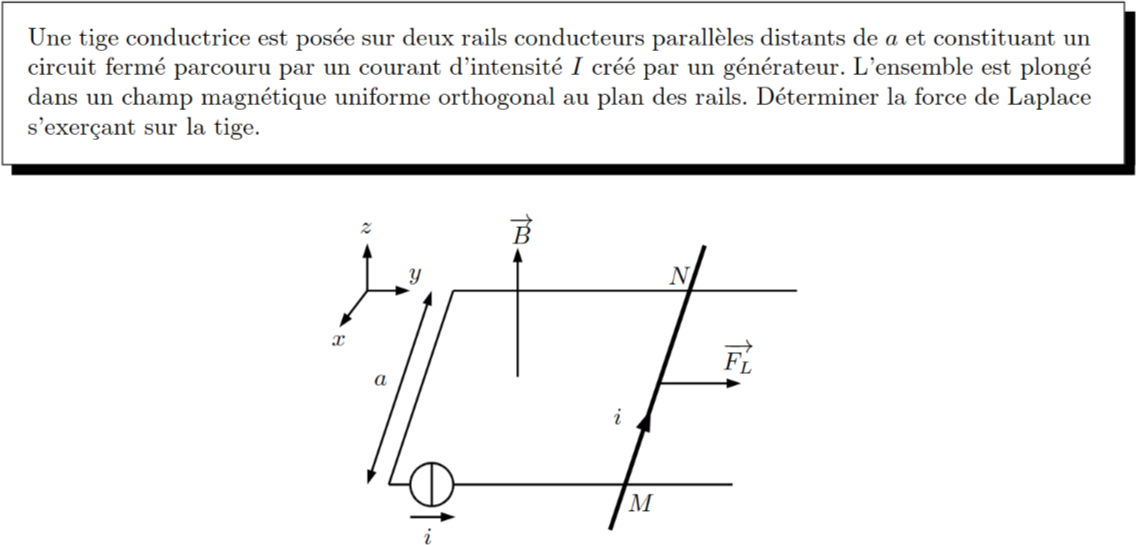 Une tige conductrice est posée sur deux rails conducteurs parallèles distants de a et constituant un
circuit fermé parcouru par un courant d'intensité I créé par un générateur. L'ensemble est plongé
dans un champ magnétique uniforme orthogonal au plan des rails. Déterminer la force de Laplace
s'exerçant sur la tige.
z
\overrightarrow{B}
y
N
x
\overrightarrow{F_L}
a
i
M
i